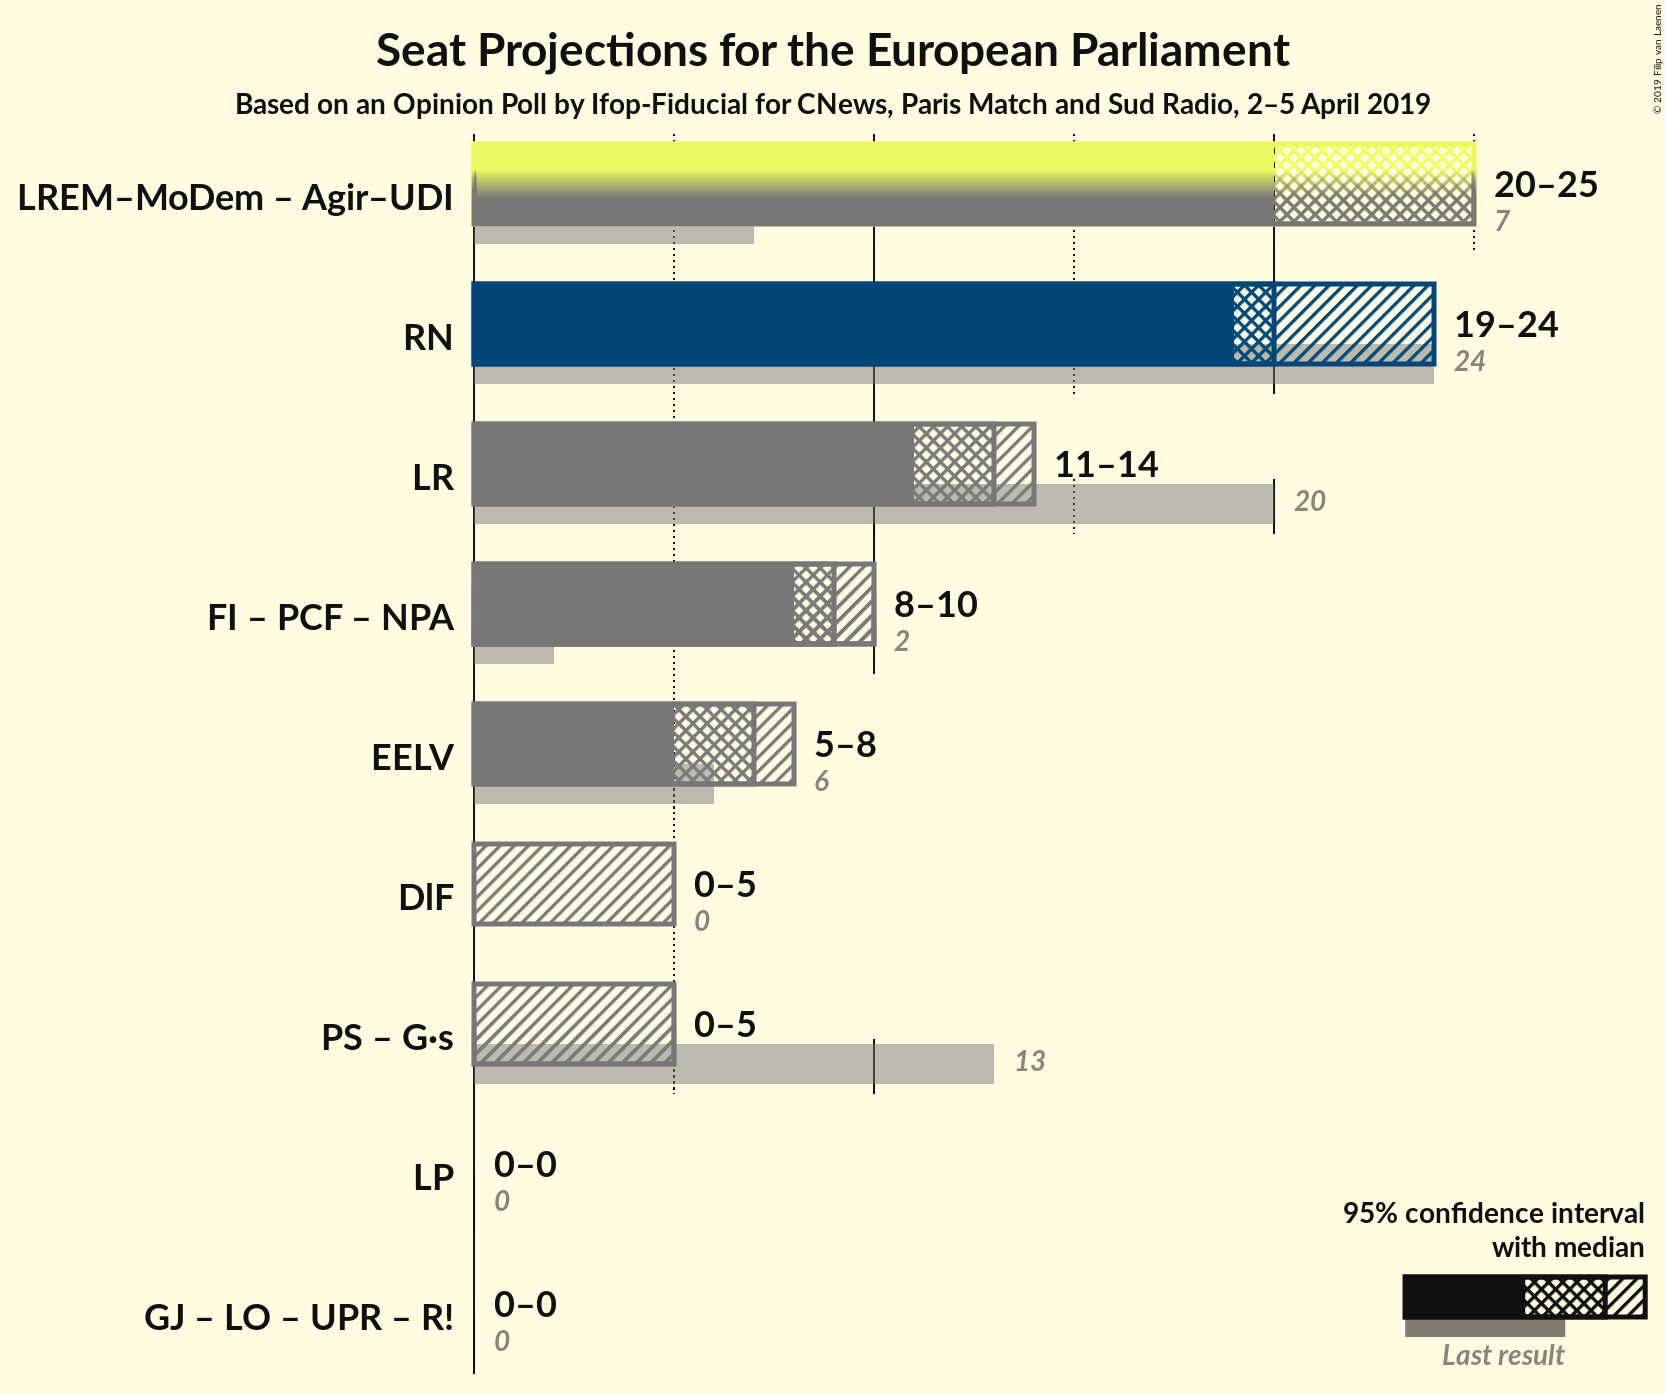 Seat Projections for the European Parliament
Based on an Opinion Poll by Ifop-Fiducial for CNews, Paris Match and Sud Radio, 2–5 April 2019
© 2019 Filip van Laenen
LREM–MoDem – Agir–UDI
20–25
7
RN
19–24
24
LR
11–14
20
FI – PCF – NPA
8–10
2
EELV
5–8
6
DlF
0–5
0
PS – G·s
0–5
13
LP
0–0
0
GJ – LO – UPR – R!
0–0
0
95% confidence interval
with median
Last result